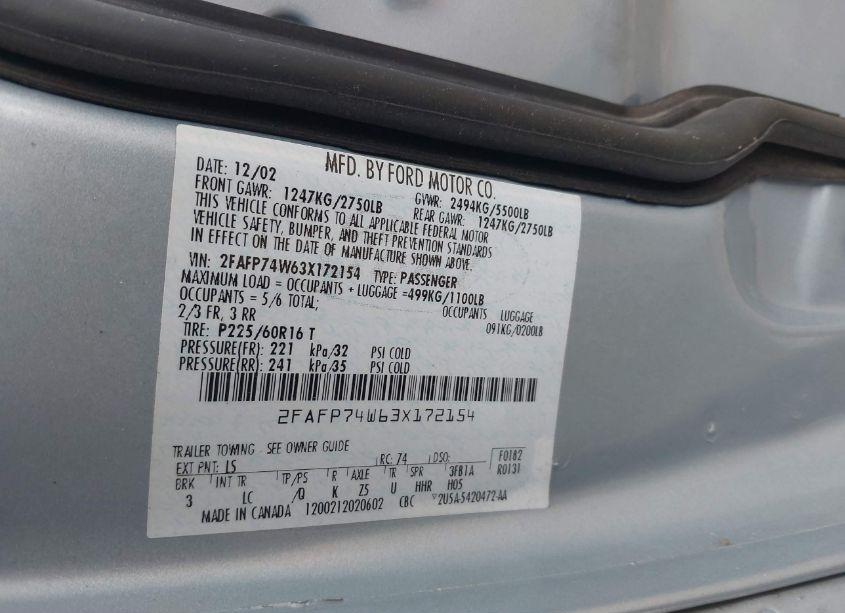 MFD. BY FORD MOTOR CO.
DATE: 12/02 GVWR: 2494KG/5500LB
FRONT GAWR: 1247KG/2750LB REAR GAWR: 1247KG/2750LB
THIS VEHICLE CONFORMS TO ALL APPLICABLE FEDERAL MOTOR
VEHICLE SAFETY, BUMPER, AND THEFT PREVENTION STANDARDS
IN EFFECT ON THE DATE OF MANUFACTURE SHOWN ABOVE.
VIN: 2FAFP74W63X172154 TYPE: PASSENGER
MAXIMUM LOAD = OCCUPANTS + LUGGAGE =499KG/1100LB
OCCUPANTS = 5/6 TOTAL; OCCUPANTS LUGGAGE
2/3 FR, 3 RR 091KG/0200LB
TIRE: P225/60R16 T
PRESSURE(FR): 221 kPa/32 PSI COLD
PRESSURE(RR): 241 kPa/35 PSI COLD
2FAFP74W63X172154
TRAILER TOWING - SEE OWNER GUIDE
EXT PNT: LS RC: 74 DSO: F0182
BRK INT TR TP/PS R AXLE TR SPR 3FB1A R0131
3 LC /Q K Z5 U HHR H05
MADE IN CANADA 1200212020602 CBC 2U5A-5420472-AA